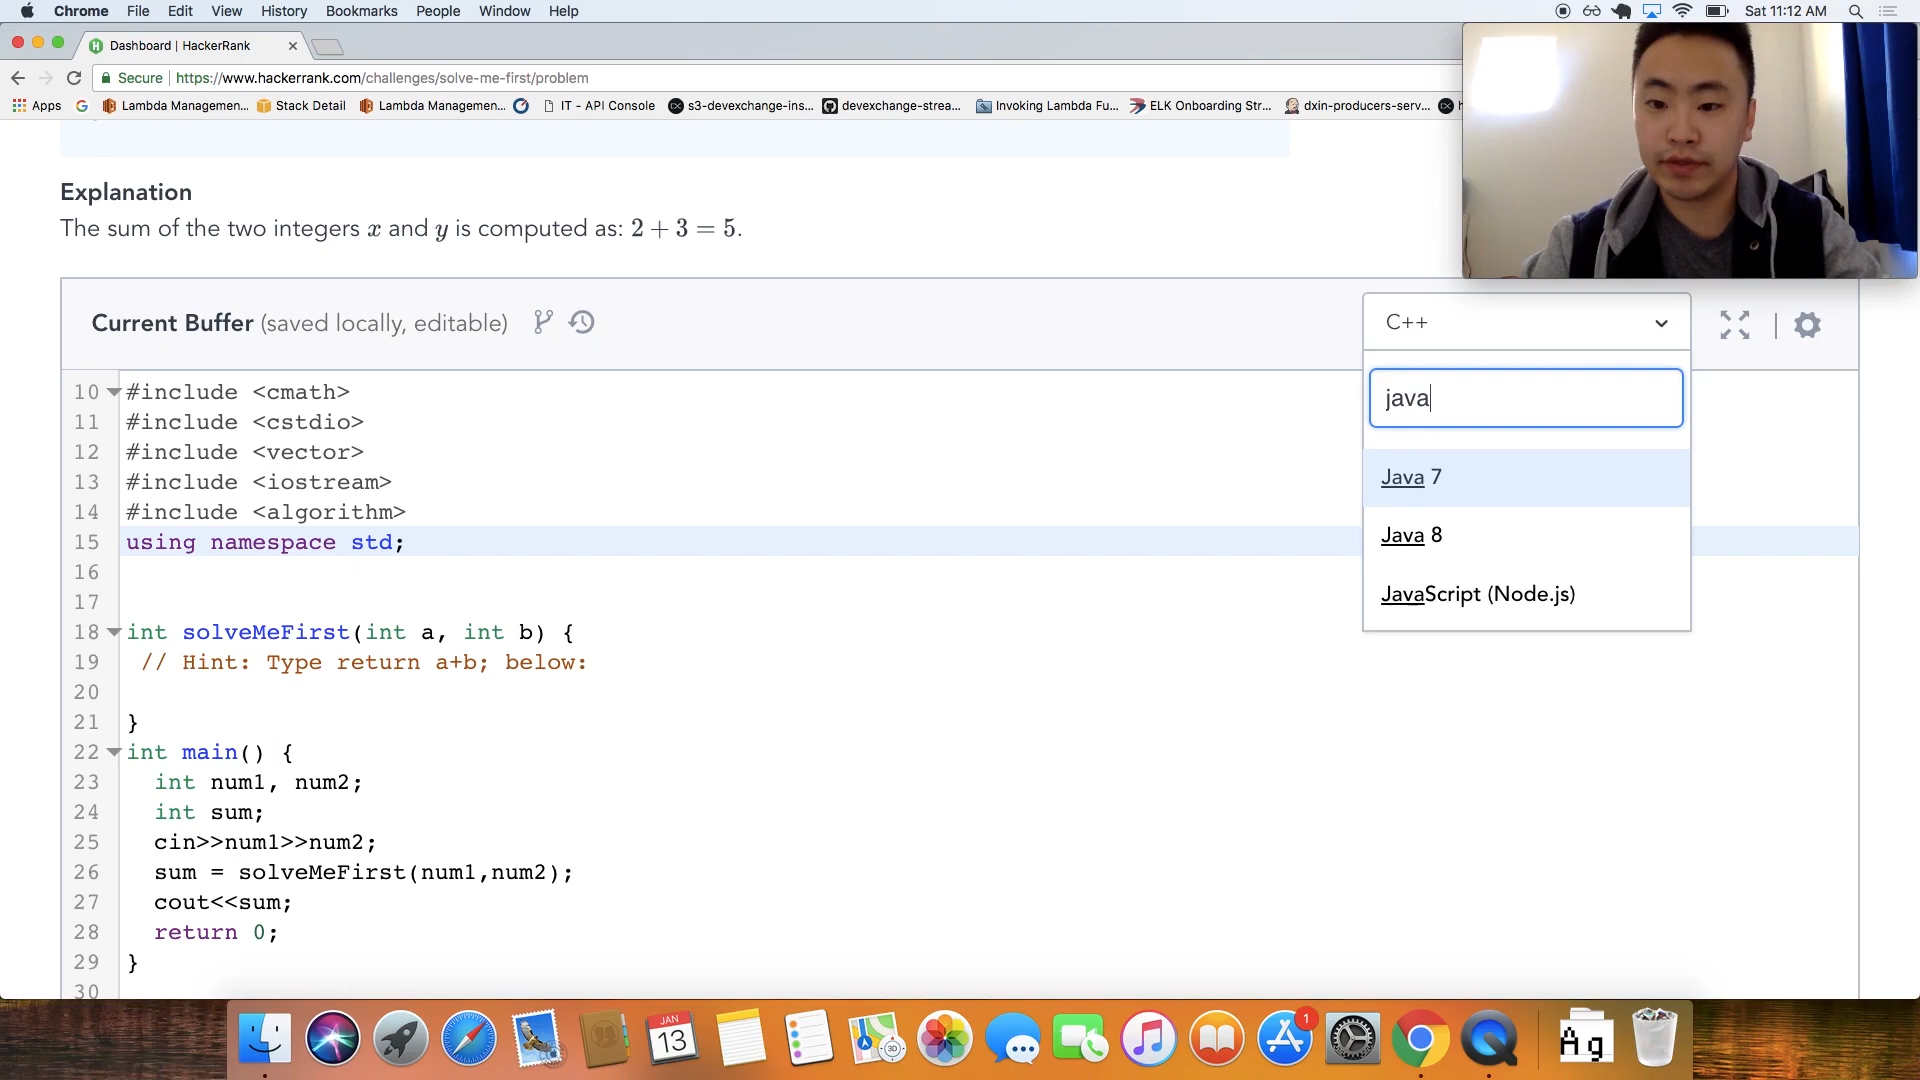 Chrome File Edit View History Bookmarks People Window Help Sat 11:12 AM
Dashboard | HackerRank
Secure https://www.hackerrank.com/challenges/solve-me-first/problem
Apps Lambda Managemen... Stack Detail Lambda Managemen... IT - API Console s3-devexchange-ins... devexchange-strea... Invoking Lambda Fu... ELK Onboarding Str... dxin-producers-serv...
Explanation
The sum of the two integers x and y is computed as: 2 + 3 = 5.
Current Buffer (saved locally, editable)
C++
java
Java 7
Java 8
JavaScript (Node.js)
10 #include <cmath>
11 #include <cstdio>
12 #include <vector>
13 #include <iostream>
14 #include <algorithm>
15 using namespace std;
16
17
18 int solveMeFirst(int a, int b) {
19 // Hint: Type return a+b; below:
20
21 }
22 int main() {
23 int num1, num2;
24 int sum;
25 cin>>num1>>num2;
26 sum = solveMeFirst(num1,num2);
27 cout<<sum;
28 return 0;
29 }
30
JAN
13
3D
1
Ag